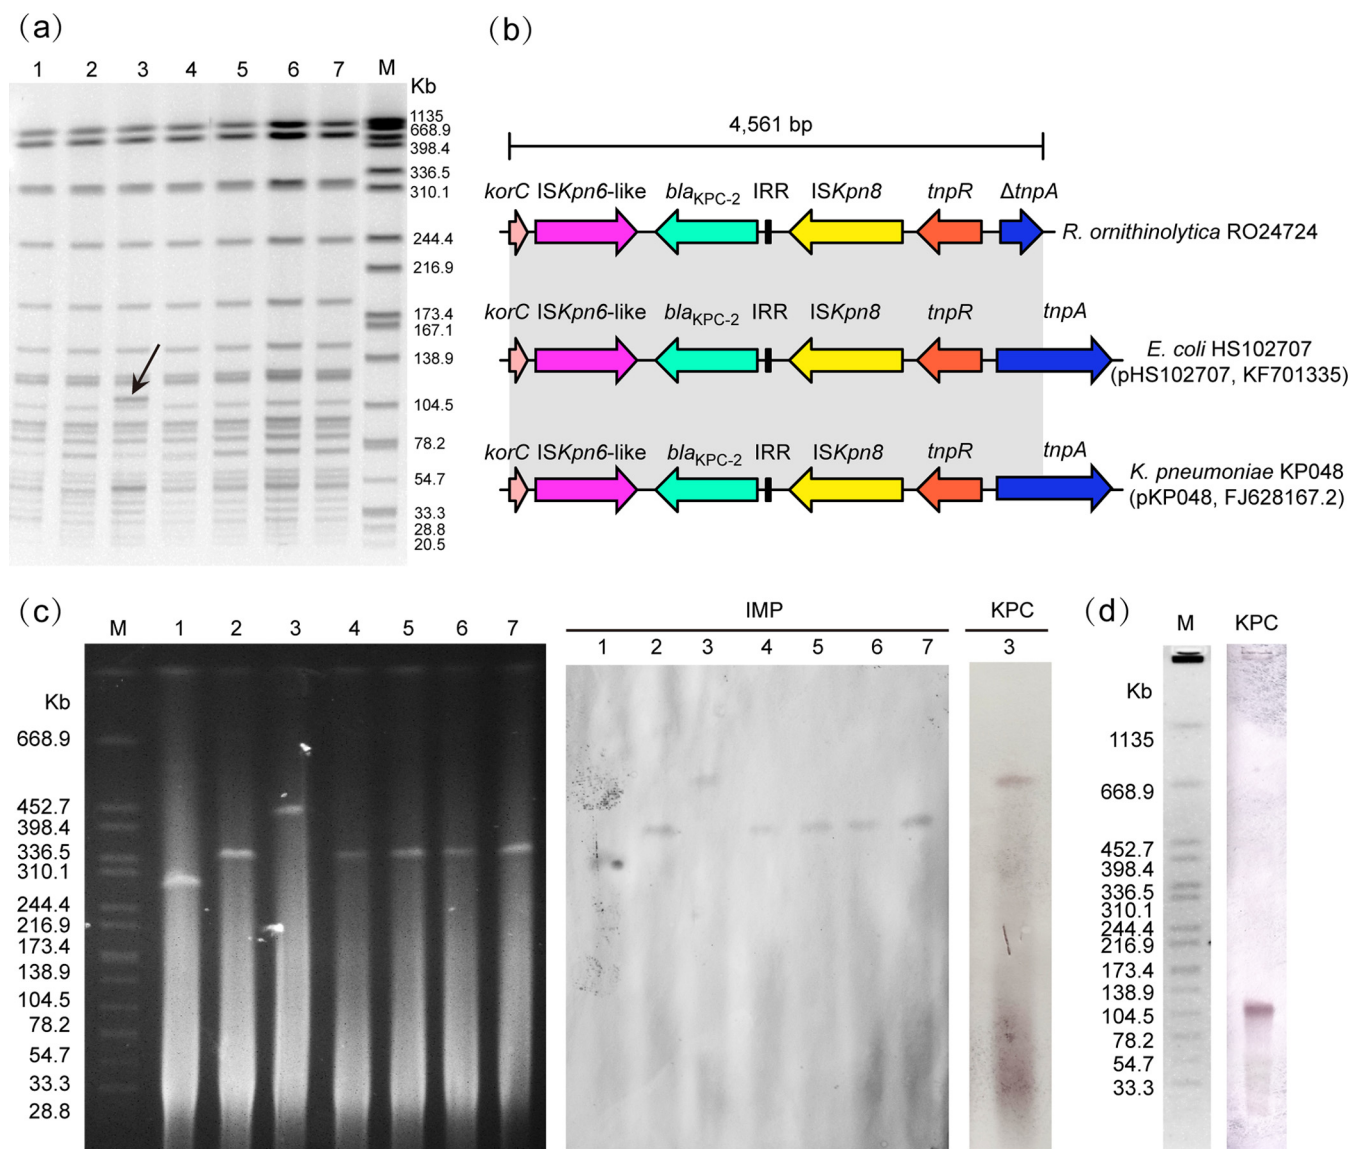 (a)
1 2 3 4 5 6 7 M
Kb
1135
668.9
398.4
336.5
310.1
244.4
216.9
173.4
167.1
138.9
104.5
78.2
54.7
33.3
28.8
20.5
(b)
4,561 bp
korC ISKpn6-like blaKPC-2 IRR ISKpn8 tnpR ΔtnpA
R. ornithinolytica RO24724
korC ISKpn6-like blaKPC-2 IRR ISKpn8 tnpR tnpA
E. coli HS102707
(pHS102707, KF701335)
korC ISKpn6-like blaKPC-2 IRR ISKpn8 tnpR tnpA
K. pneumoniae KP048
(pKP048, FJ628167.2)
(c)
M 1 2 3 4 5 6 7
Kb
668.9
452.7
398.4
336.5
310.1
244.4
216.9
173.4
138.9
104.5
78.2
54.7
33.3
28.8
IMP
1 2 3 4 5 6 7
KPC
3
(d)
M KPC
Kb
1135
668.9
452.7
398.4
336.5
310.1
244.4
216.9
173.4
138.9
104.5
78.2
54.7
33.3